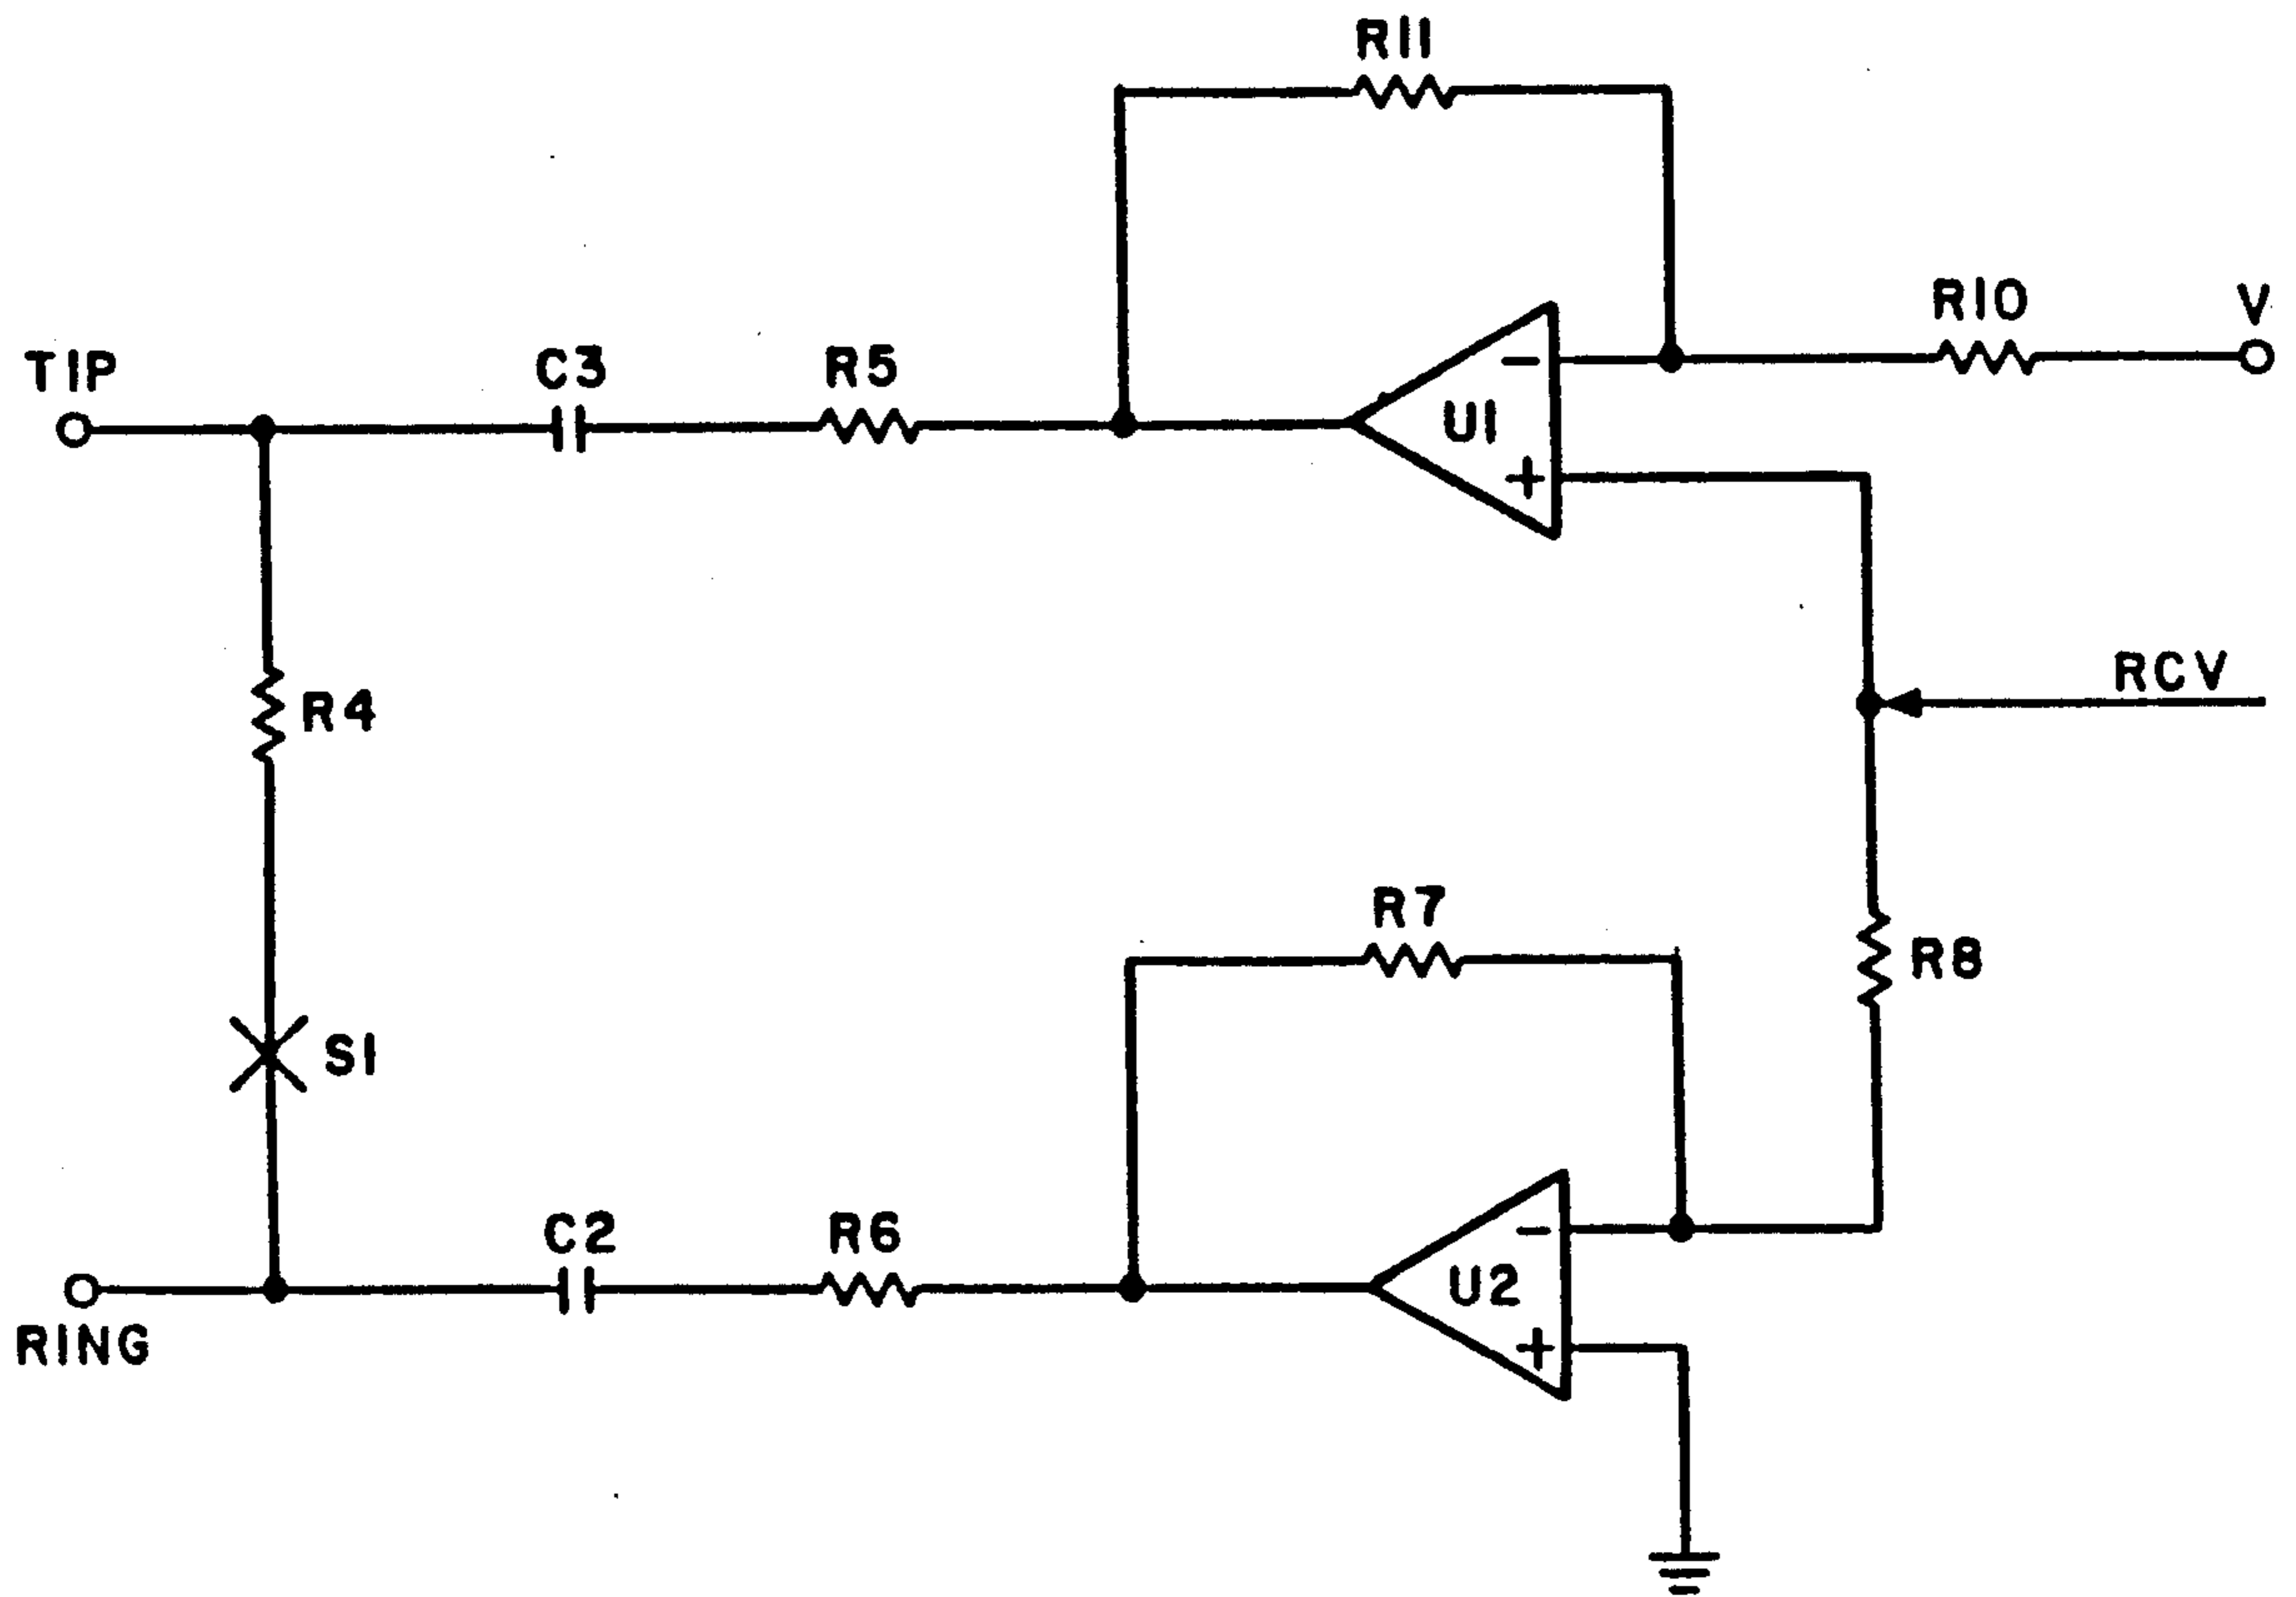 R11
R10
V
TIP
C3
R5
−
U1
+
RCV
R4
R7
R8
S1
C2
R6
−
U2
+
RING